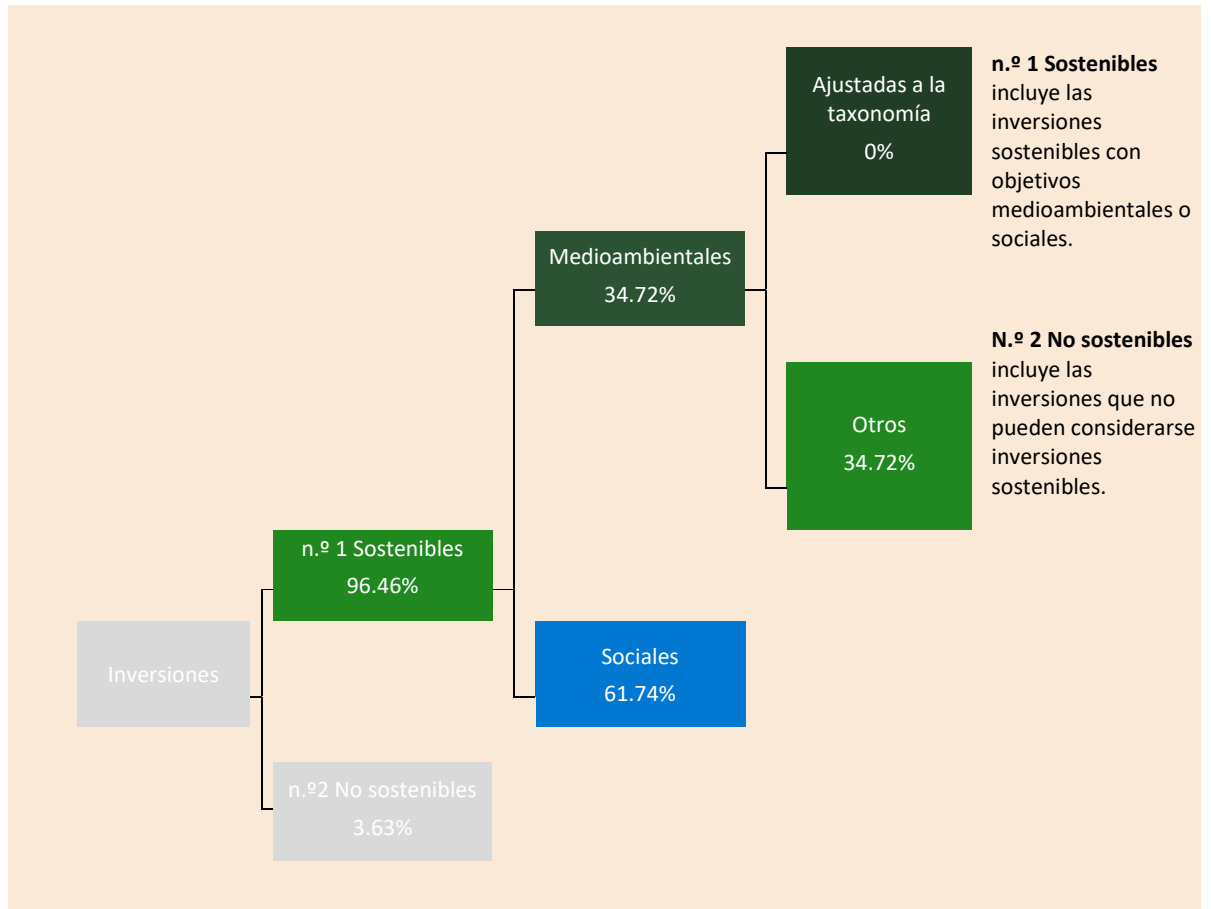 Ajustadas a la
taxonomía
0%
n.º 1 Sostenibles
incluye las
inversiones
sostenibles con
objetivos
medioambientales o
sociales.
Medioambientales
34.72%
Otros
34.72%
N.º 2 No sostenibles
incluye las
inversiones que no
pueden considerarse
inversiones
sostenibles.
n.º 1 Sostenibles
96.46%
Sociales
61.74%
Inversiones
n.º2 No sostenibles
3.63%